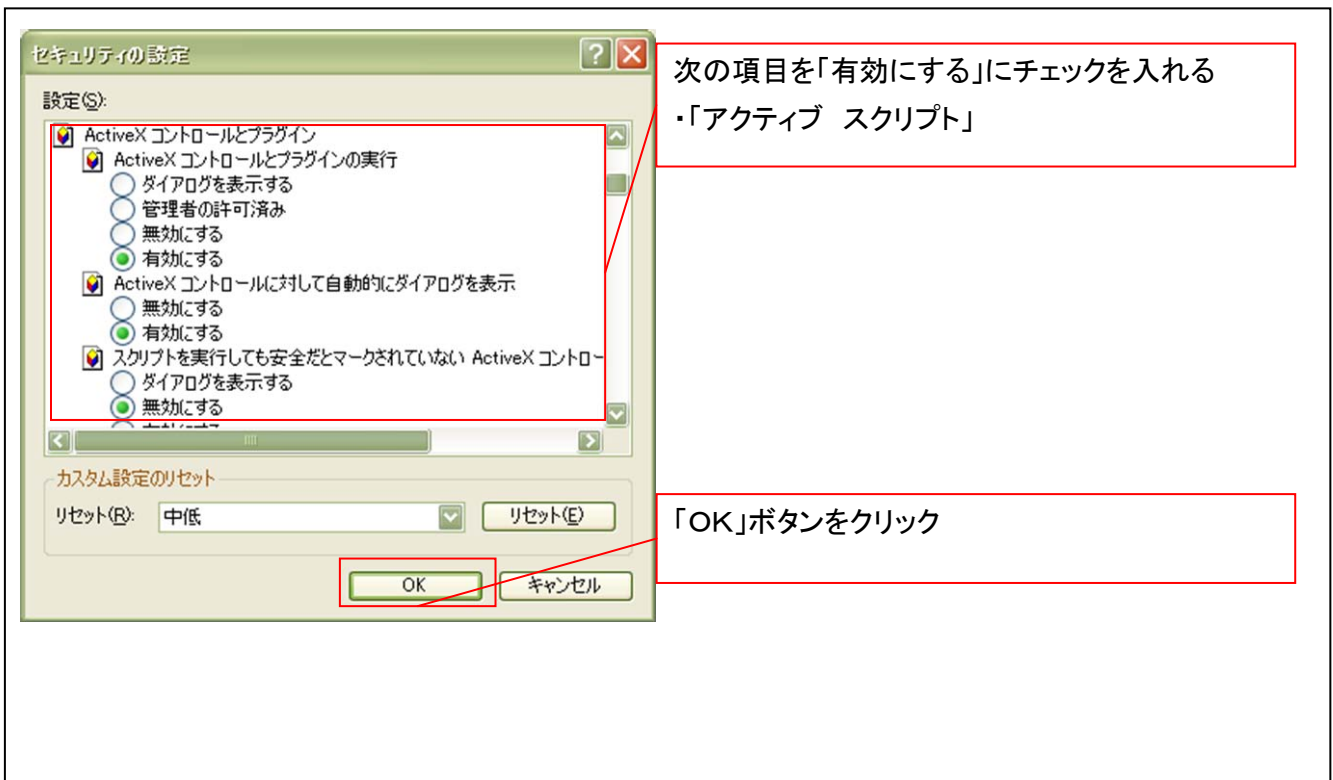 セキュリティの設定
設定(S):
ActiveX コントロールとプラグイン
ActiveX コントロールとプラグインの実行
ダイアログを表示する
管理者の許可済み
無効にする
有効にする
ActiveX コントロールに対して自動的にダイアログを表示
無効にする
有効にする
スクリプトを実行しても安全だとマークされていない ActiveX コントロー
ダイアログを表示する
無効にする
カスタム設定のリセット
リセット(R):
中低
リセット(E)
OK
キャンセル
次の項目を「有効にする」にチェックを入れる
・「アクティブ　スクリプト」
「OK」ボタンをクリック